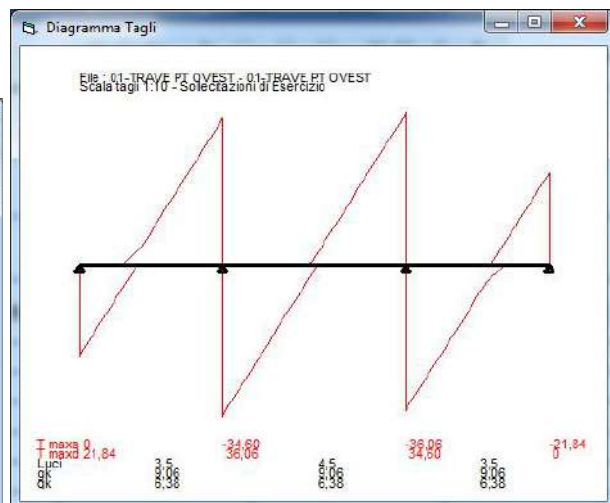 Diagramma Tagli
File : 01-TRAVE PT OVEST - 01-TRAVE PT OVEST
Scala tagli 1:10 - Sollecitazioni di Esercizio
T maxs 0 -34,60 -36,06 -21,84
T maxd 21,84 36,06 34,60 0
Luci 3,5 4,5 3,5
gk 9,06 9,06 9,06
qk 6,38 6,38 6,38